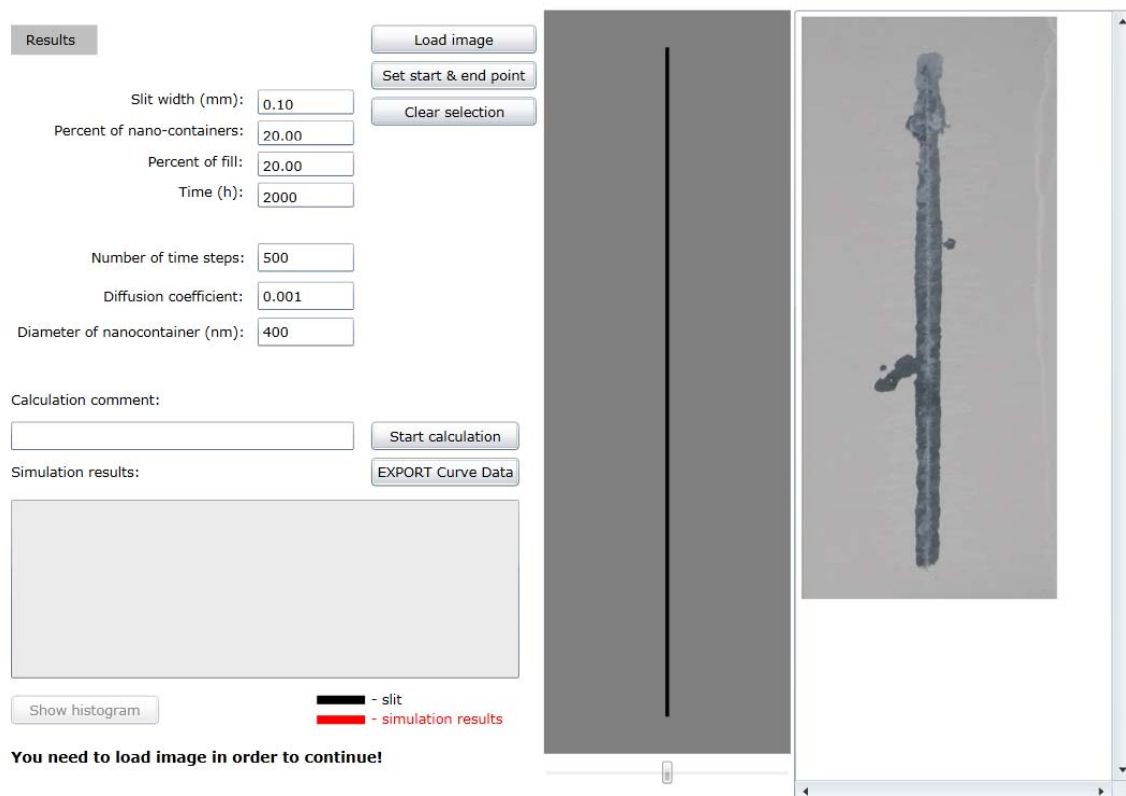 Results
Load image
Set start & end point
Clear selection
Slit width (mm): 0.10
Percent of nano-containers: 20.00
Percent of fill: 20.00
Time (h): 2000
Number of time steps: 500
Diffusion coefficient: 0.001
Diameter of nanocontainer (nm): 400
Calculation comment:
Start calculation
Simulation results:
EXPORT Curve Data
Show histogram
- slit
- simulation results
You need to load image in order to continue!